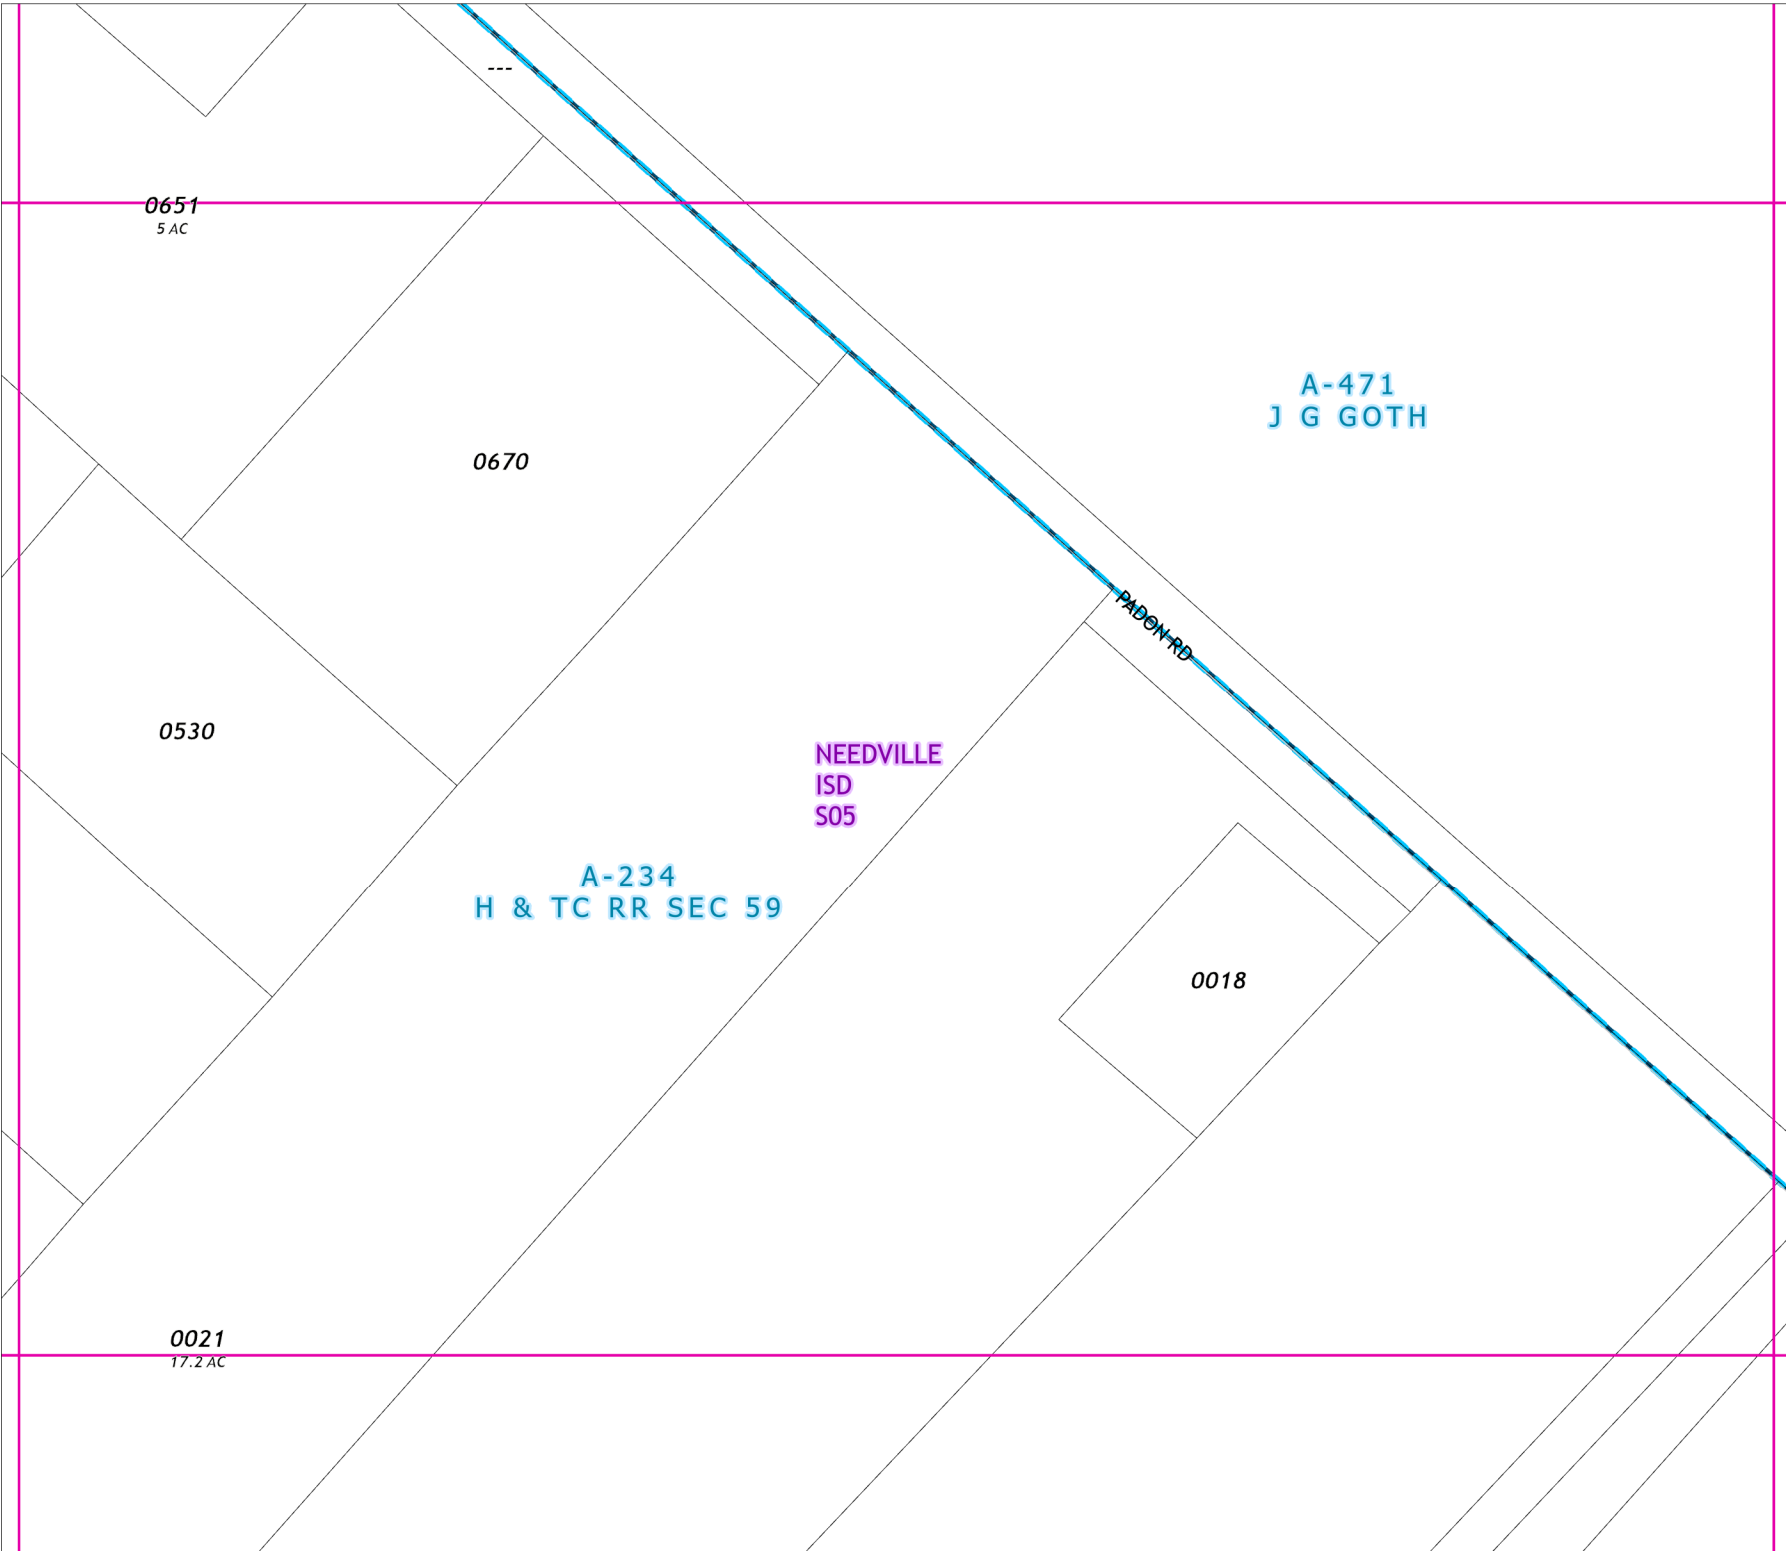 ---
0651
5 AC
A-471
J G GOTH
0670
PADON RD
0530
NEEDVILLE
ISD
S05
A-234
H & TC RR SEC 59
0018
0021
17.2 AC